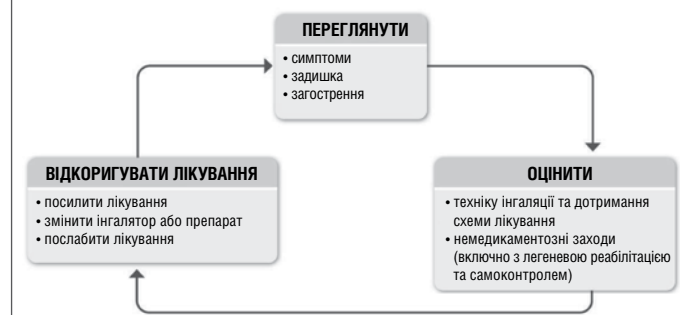 ПЕРЕГЛЯНУТИ
• симптоми
• задишка
• загострення
ВІДКОРИГУВАТИ ЛІКУВАННЯ
• посилити лікування
• змінити інгалятор або препарат
• послабити лікування
ОЦІНИТИ
• техніку інгаляції та дотримання
схеми лікування
• немедикаментозні заходи
(включно з легеневою реабілітацією
та самоконтролем)